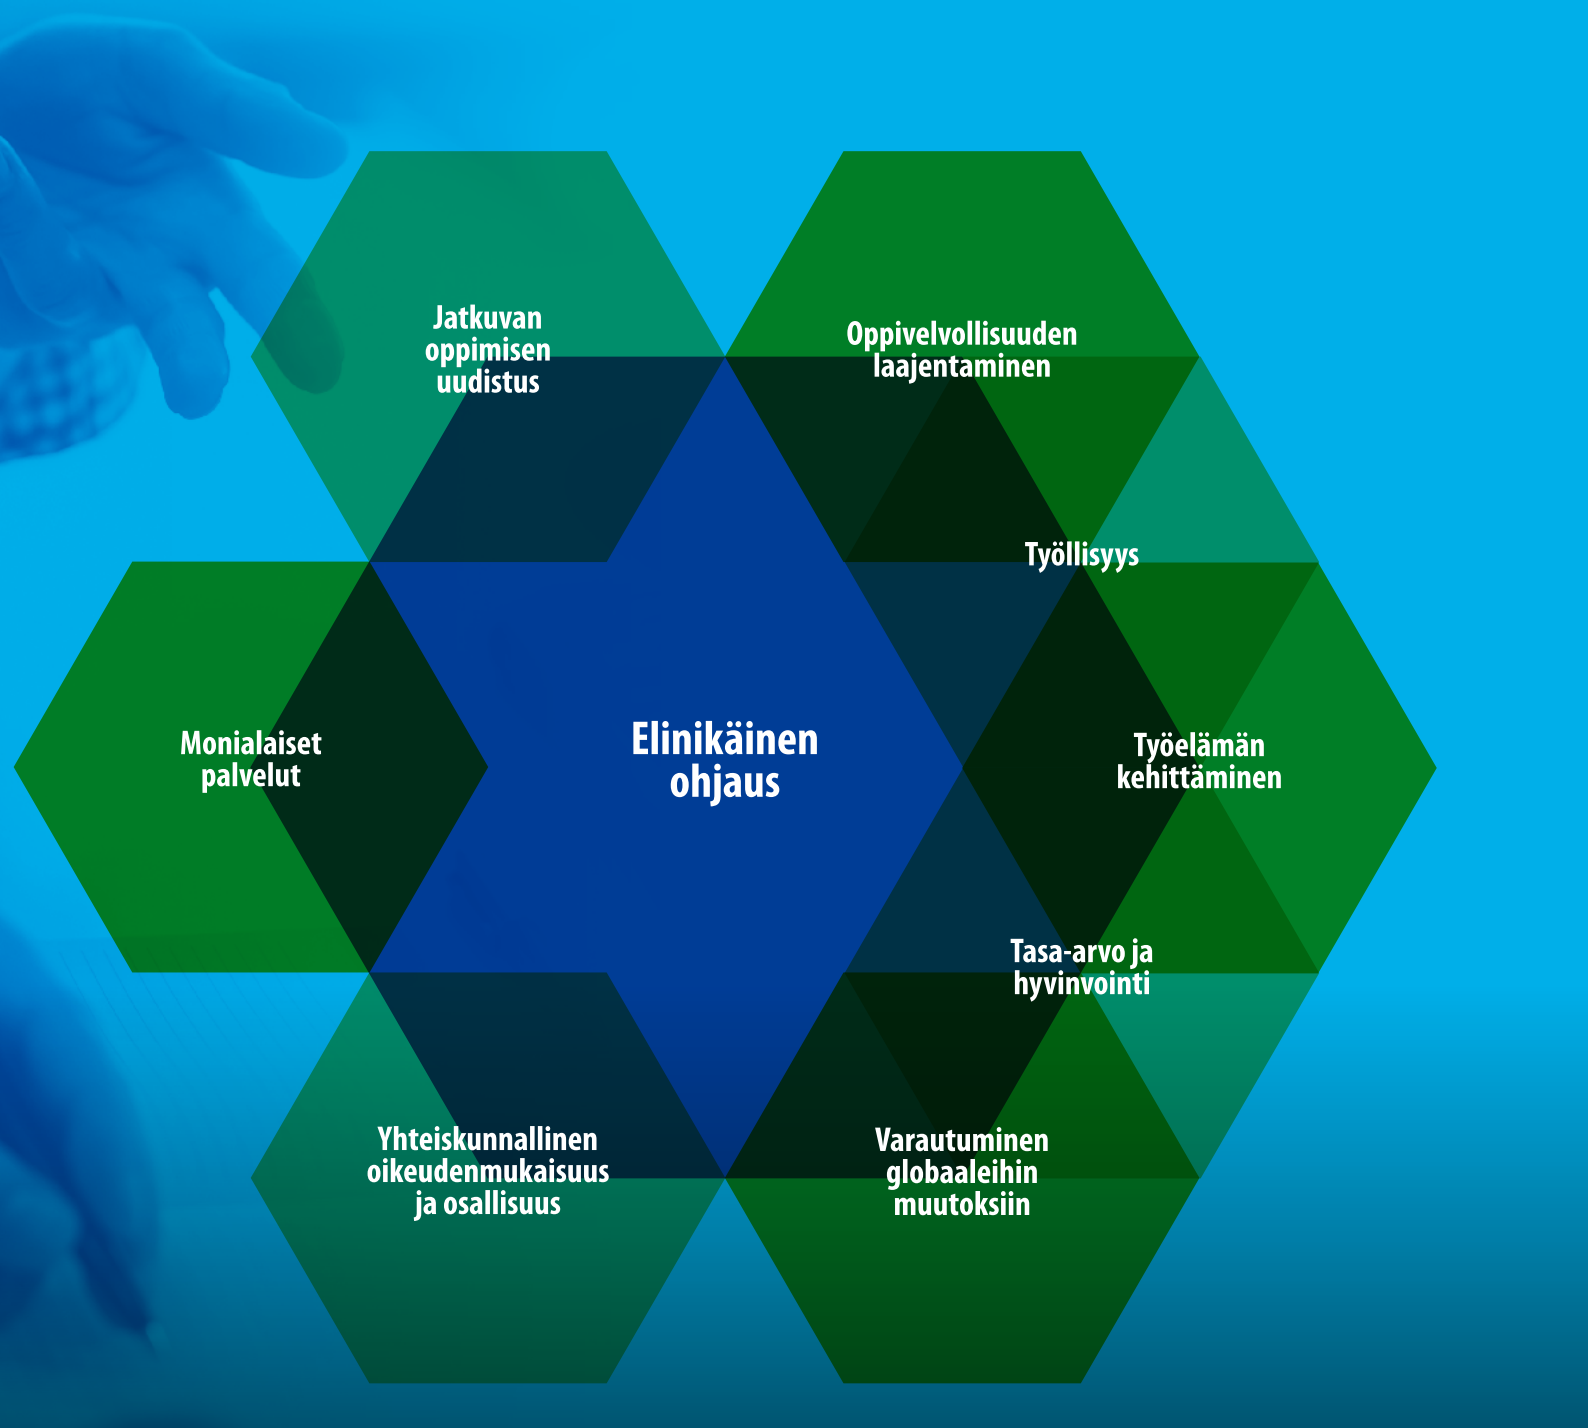 Jatkuvan
oppimisen
uudistus
Oppivelvollisuuden
laajentaminen
Työllisyys
Monialaiset
palvelut
Elinikäinen
ohjaus
Työelämän
kehittäminen
Tasa-arvo ja
hyvinvointi
Yhteiskunnallinen
oikeudenmukaisuus
ja osallisuus
Varautuminen
globaaleihin
muutoksiin